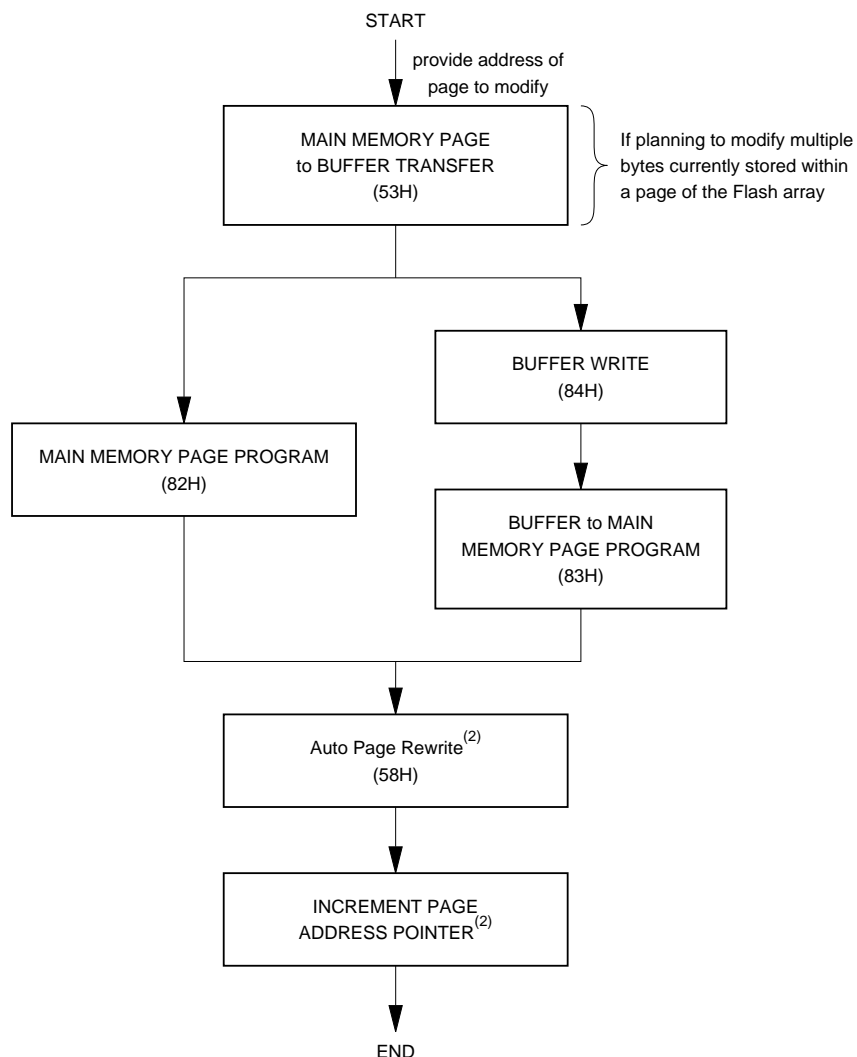 START
provide address of
page to modify
MAIN MEMORY PAGE
to BUFFER TRANSFER
(53H)
If planning to modify multiple
bytes currently stored within
a page of the Flash array
BUFFER WRITE
(84H)
MAIN MEMORY PAGE PROGRAM
(82H)
BUFFER to MAIN
MEMORY PAGE PROGRAM
(83H)
Auto Page Rewrite(2)
(58H)
INCREMENT PAGE
ADDRESS POINTER(2)
END